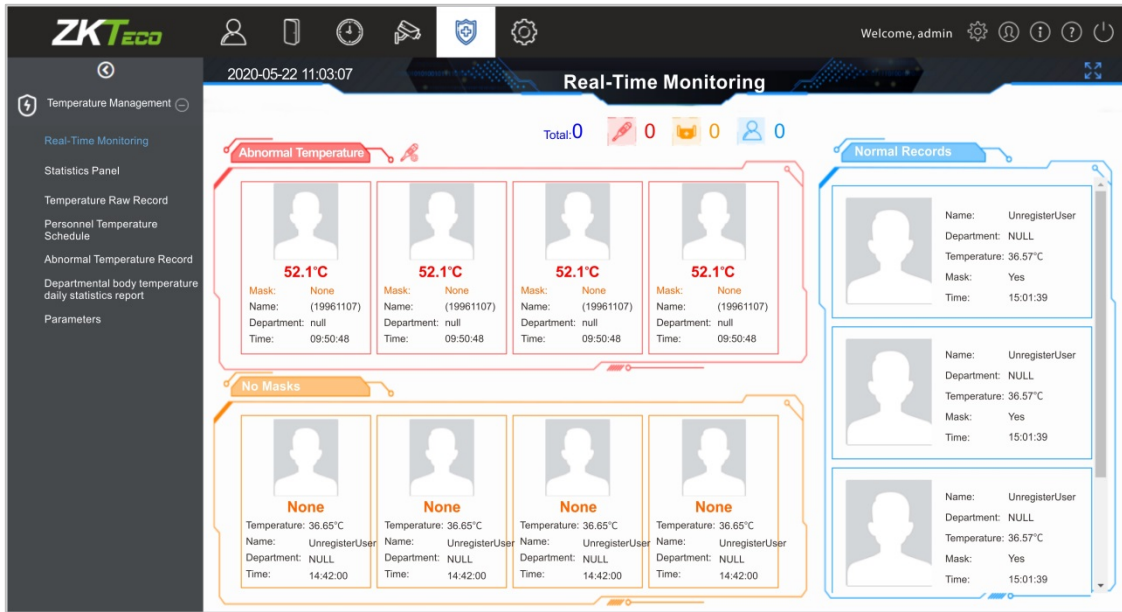 ZKTECO
Welcome, admin
Temperature Management
Real-Time Monitoring
Statistics Panel
Temperature Raw Record
Personnel Temperature
Schedule
Abnormal Temperature Record
Departmental body temperature
daily statistics report
Parameters
2020-05-22 11:03:07
Real-Time Monitoring
Total:0 0 0 0
Abnormal Temperature
52.1°C
Mask: None
Name: (19961107)
Department: null
Time: 09:50:48
52.1°C
Mask: None
Name: (19961107)
Department: null
Time: 09:50:48
52.1°C
Mask: None
Name: (19961107)
Department: null
Time: 09:50:48
52.1°C
Mask: None
Name: (19961107)
Department: null
Time: 09:50:48
No Masks
None
Temperature: 36.65°C
Name: UnregisterUser
Department: NULL
Time: 14:42:00
None
Temperature: 36.65°C
Name: UnregisterUser
Department: NULL
Time: 14:42:00
None
Temperature: 36.65°C
Name: UnregisterUser
Department: NULL
Time: 14:42:00
None
Temperature: 36.65°C
Name: UnregisterUser
Department: NULL
Time: 14:42:00
Normal Records
Name: UnregisterUser
Department: NULL
Temperature: 36.57°C
Mask: Yes
Time: 15:01:39
Name: UnregisterUser
Department: NULL
Temperature: 36.57°C
Mask: Yes
Time: 15:01:39
Name: UnregisterUser
Department: NULL
Temperature: 36.57°C
Mask: Yes
Time: 15:01:39